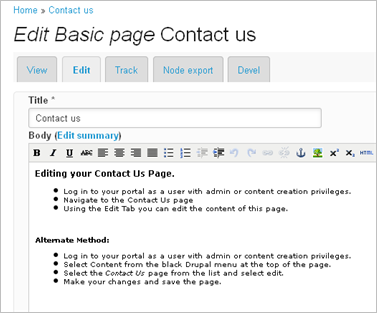 Home » Contact us
Edit Basic page Contact us
View Edit Track Node export Devel
Title *
Contact us
Body (Edit summary)
B I U ABC x² x₂ HTML
Editing your Contact Us Page.
Log in to your portal as a user with admin or content creation privileges.
Navigate to the Contact Us page
Using the Edit Tab you can edit the content of this page.
Alternate Method:
Log in to your portal as a user with admin or content creation privileges.
Select Content from the black Drupal menu at the top of the page.
Select the Contact Us page from the list and select edit.
Make your changes and save the page.